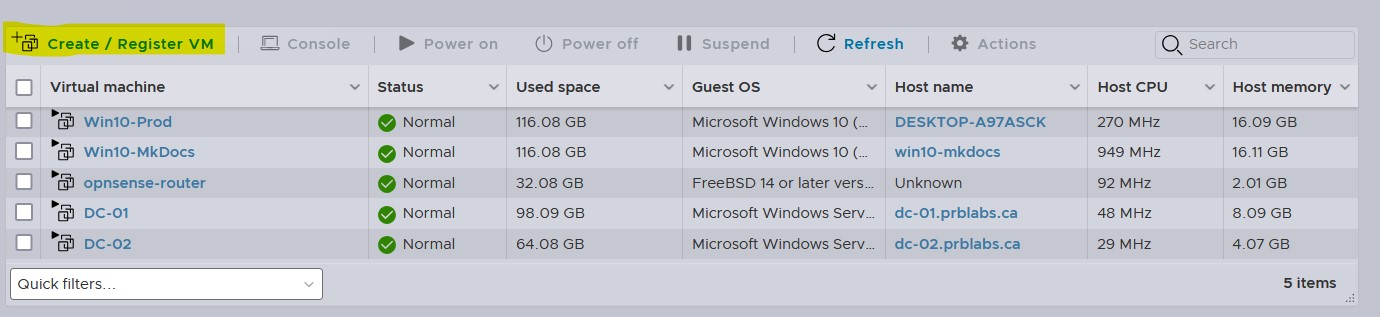 Create / Register VM Console Power on Power off Suspend Refresh Actions Search
Virtual machine Status Used space Guest OS Host name Host CPU Host memory
Win10-Prod Normal 116.08 GB Microsoft Windows 10 (... DESKTOP-A97ASCK 270 MHz 16.09 GB
Win10-MkDocs Normal 116.08 GB Microsoft Windows 10 (... win10-mkdocs 949 MHz 16.11 GB
opnsense-router Normal 32.08 GB FreeBSD 14 or later vers... Unknown 92 MHz 2.01 GB
DC-01 Normal 98.09 GB Microsoft Windows Serv... dc-01.prblabs.ca 48 MHz 8.09 GB
DC-02 Normal 64.08 GB Microsoft Windows Serv... dc-02.prblabs.ca 29 MHz 4.07 GB
Quick filters... 5 items